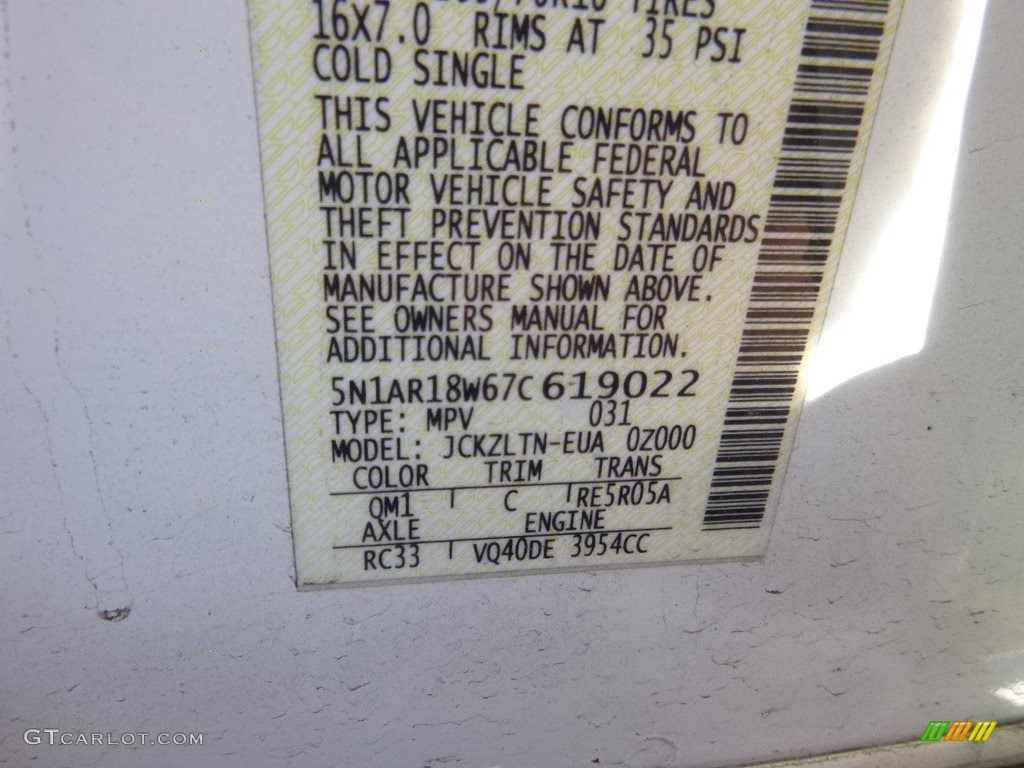 TIRES
16X7.0 RIMS AT 35 PSI
COLD SINGLE
THIS VEHICLE CONFORMS TO
ALL APPLICABLE FEDERAL
MOTOR VEHICLE SAFETY AND
THEFT PREVENTION STANDARDS
IN EFFECT ON THE DATE OF
MANUFACTURE SHOWN ABOVE.
SEE OWNERS MANUAL FOR
ADDITIONAL INFORMATION.
5N1AR18W67C619022
TYPE: MPV 031
MODEL: JCKZLTN-EUA 0Z000
COLOR TRIM TRANS
QM1 C RE5R05A
AXLE ENGINE
RC33 VQ40DE 3954CC
GTCARLOT.COM